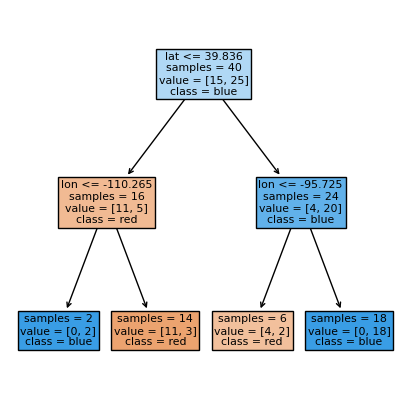 lat <= 39.836
samples = 40
value = [15, 25]
class = blue
lon <= -110.265
samples = 16
value = [11, 5]
class = red
lon <= -95.725
samples = 24
value = [4, 20]
class = blue
samples = 2
value = [0, 2]
class = blue
samples = 14
value = [11, 3]
class = red
samples = 6
value = [4, 2]
class = red
samples = 18
value = [0, 18]
class = blue